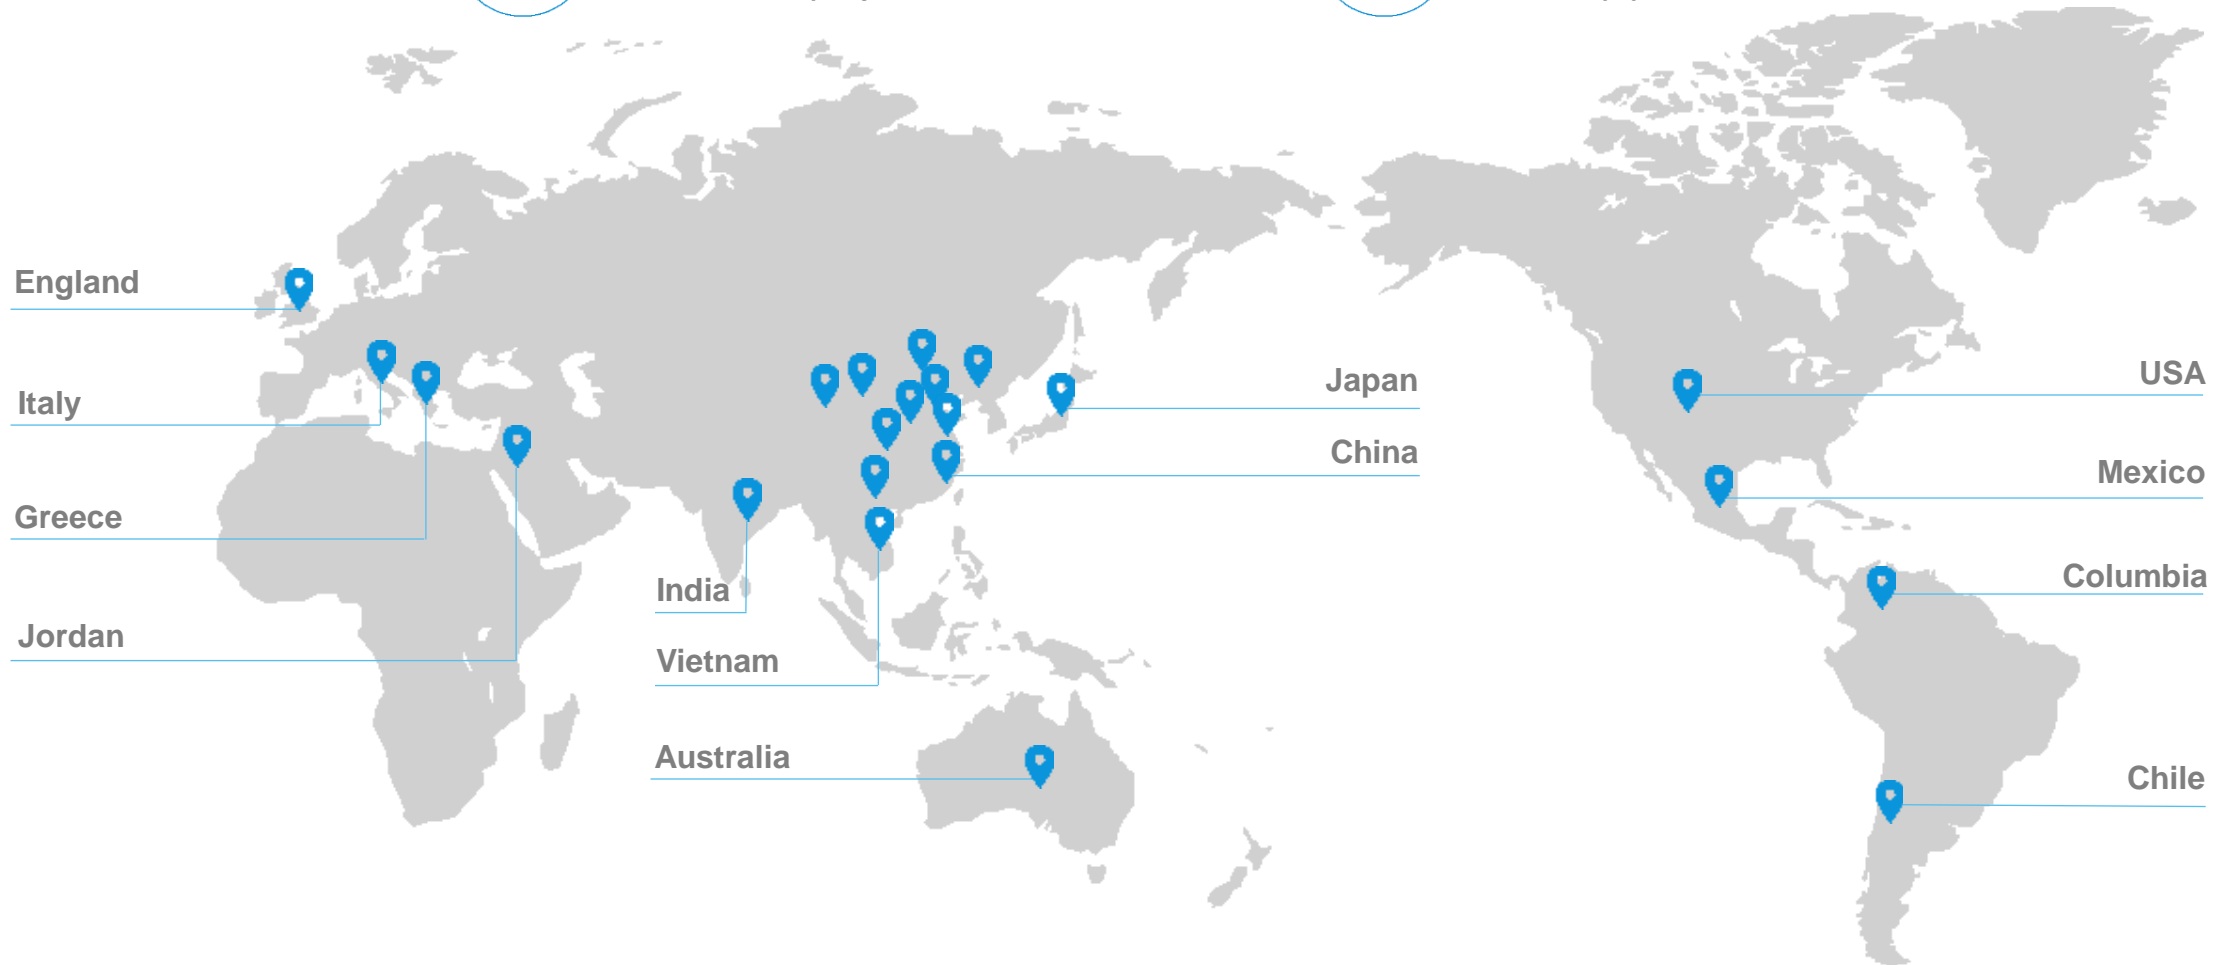 England
Italy
Greece
Jordan
India
Vietnam
Australia
Japan
China
USA
Mexico
Columbia
Chile